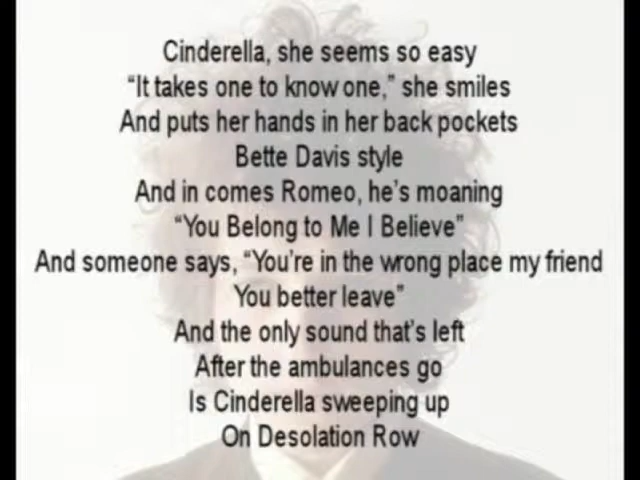 Cinderella, she seems so easy
“It takes one to know one,” she smiles
And puts her hands in her back pockets
Bette Davis style
And in comes Romeo, he’s moaning
“You Belong to Me I Believe”
And someone says, “You’re in the wrong place my friend
You better leave”
And the only sound that’s left
After the ambulances go
Is Cinderella sweeping up
On Desolation Row